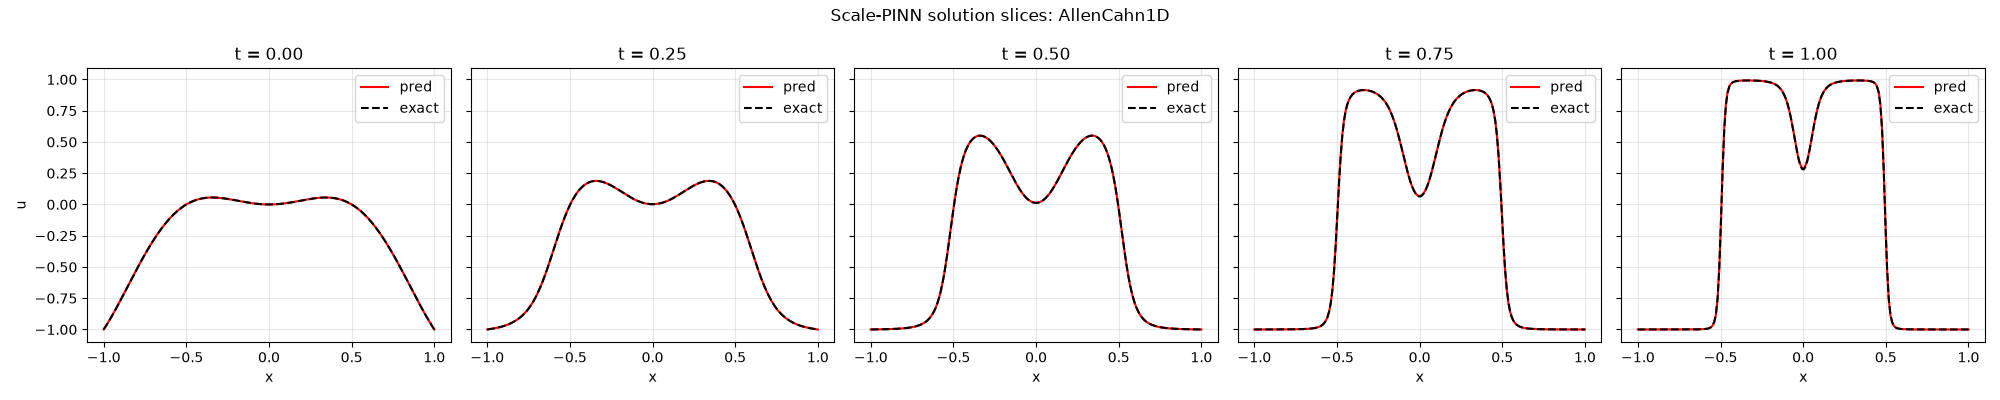 Scale-PINN solution slices: AllenCahn1D
t = 0.00
t = 0.25
t = 0.50
t = 0.75
t = 1.00
pred
exact
pred
exact
pred
exact
pred
exact
pred
exact
u
1.00
0.75
0.50
0.25
0.00
−0.25
−0.50
−0.75
−1.00
−1.0 −0.5 0.0 0.5 1.0
−1.0 −0.5 0.0 0.5 1.0
−1.0 −0.5 0.0 0.5 1.0
−1.0 −0.5 0.0 0.5 1.0
−1.0 −0.5 0.0 0.5 1.0
x
x
x
x
x